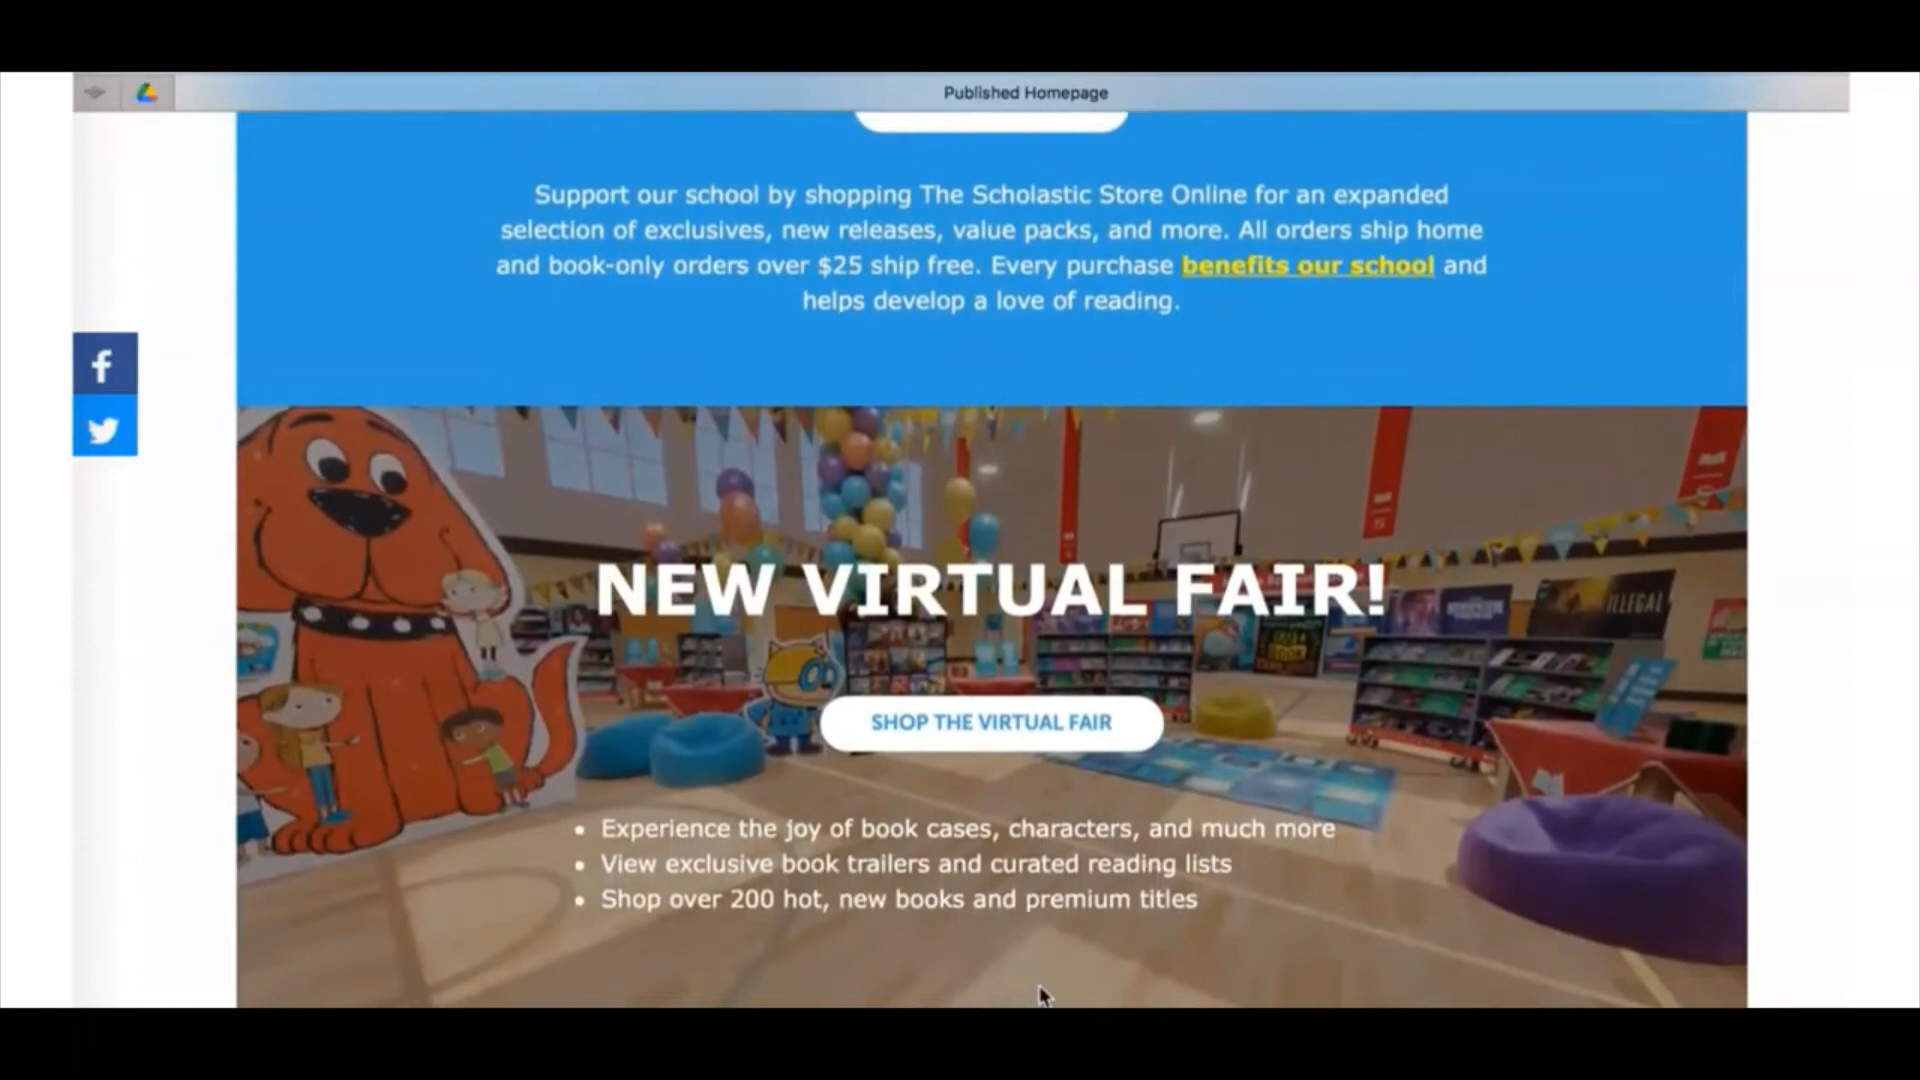 Published Homepage
Support our school by shopping The Scholastic Store Online for an expanded
selection of exclusives, new releases, value packs, and more. All orders ship home
and book-only orders over $25 ship free. Every purchase benefits our school and
helps develop a love of reading.
NEW VIRTUAL FAIR!
ILLEGAL
SHOP THE VIRTUAL FAIR
• Experience the joy of book cases, characters, and much more
• View exclusive book trailers and curated reading lists
• Shop over 200 hot, new books and premium titles